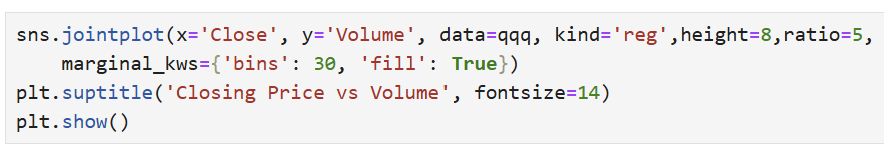 sns.jointplot(x='Close', y='Volume', data=qqq, kind='reg',height=8,ratio=5,
    marginal_kws={'bins': 30, 'fill': True})
plt.suptitle('Closing Price vs Volume', fontsize=14)
plt.show()